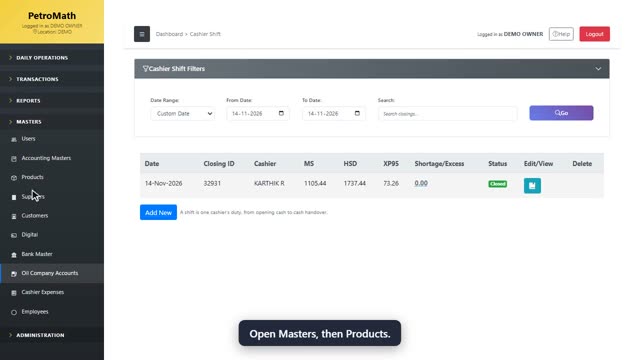 PetroMath
Logged in as DEMO OWNER
Location: DEMO
DAILY OPERATIONS
TRANSACTIONS
REPORTS
MASTERS
Users
Accounting Masters
Products
Suppliers
Customers
Digital
Bank Master
Oil Company Accounts
Cashier Expenses
Employees
ADMINISTRATION
Dashboard > Cashier Shift
Logged in as DEMO OWNER
Help
Logout
Cashier Shift Filters
Date Range: From Date: To Date: Search:
Custom Date 14-11-2026 14-11-2026 Search closings... Go
Date Closing ID Cashier MS HSD XP95 Shortage/Excess Status Edit/View Delete
14-Nov-2026 32931 KARTHIK R 1105.44 1737.44 73.26 0.00 Closed
Add New A shift is one cashier's duty, from opening cash to cash handover.
Open Masters, then Products.